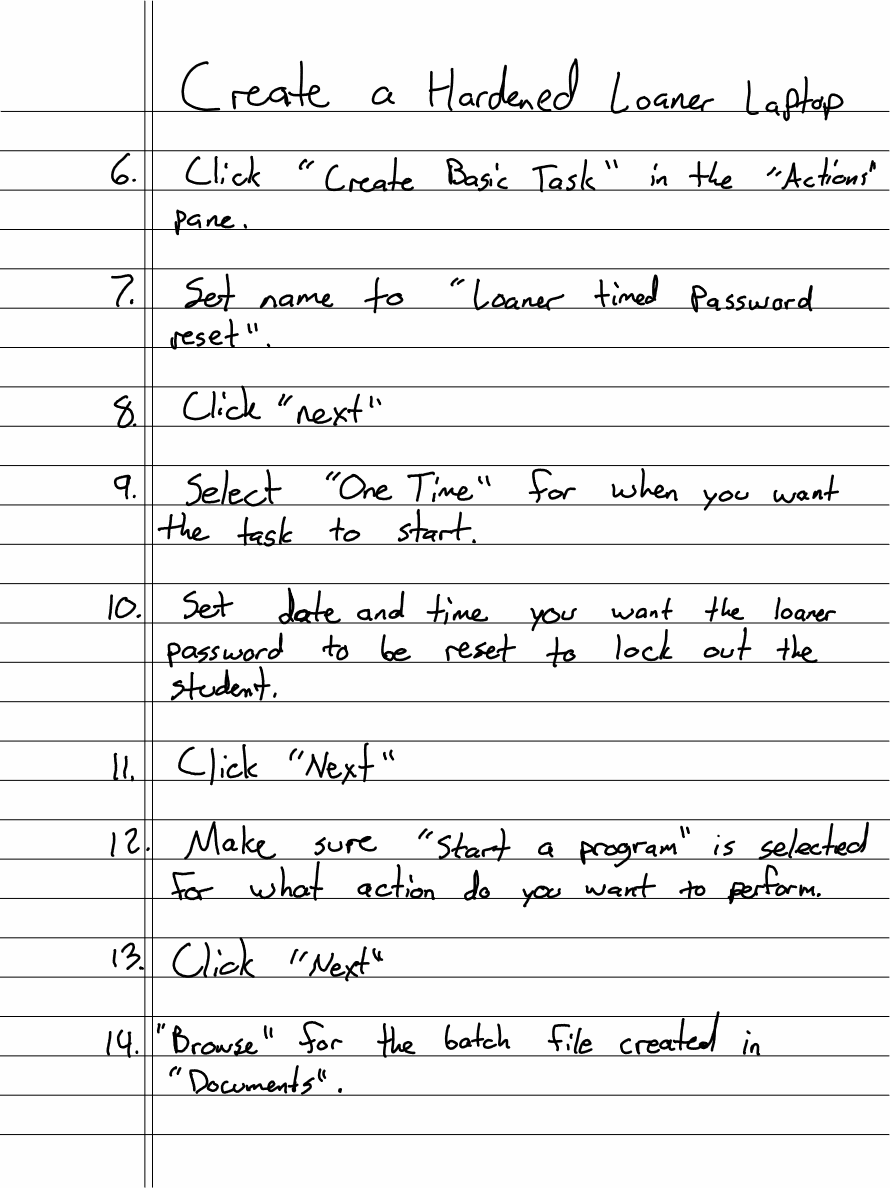 Create a Hardened Loaner Laptop
6. Click "Create Basic Task" in the "Actions"
pane.
7. Set name to "Loaner timed Password
reset".
8. Click "next"
9. Select "One Time" for when you want
the task to start.
10. Set date and time you want the loaner
password to be reset to lock out the
student.
11. Click "Next"
12. Make sure "Start a program" is selected
for what action do you want to perform.
13. Click "Next"
14. "Browse" for the batch file created in
"Documents".